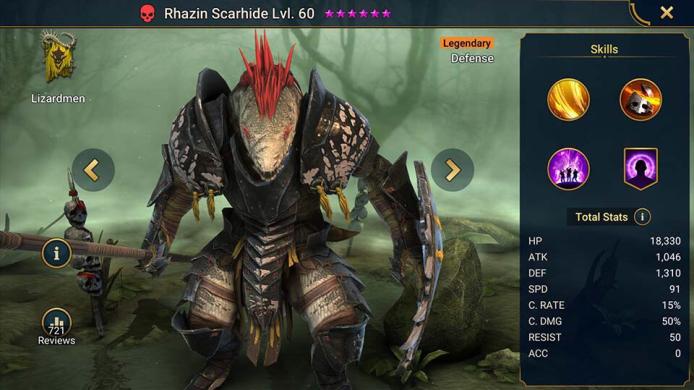 Rhazin Scarhide Lvl. 60
Lizardmen
Legendary
Defense
721
Reviews
Skills
Total Stats i
HP 18,330
ATK 1,046
DEF 1,310
SPD 91
C. RATE 15%
C. DMG 50%
RESIST 50
ACC 0